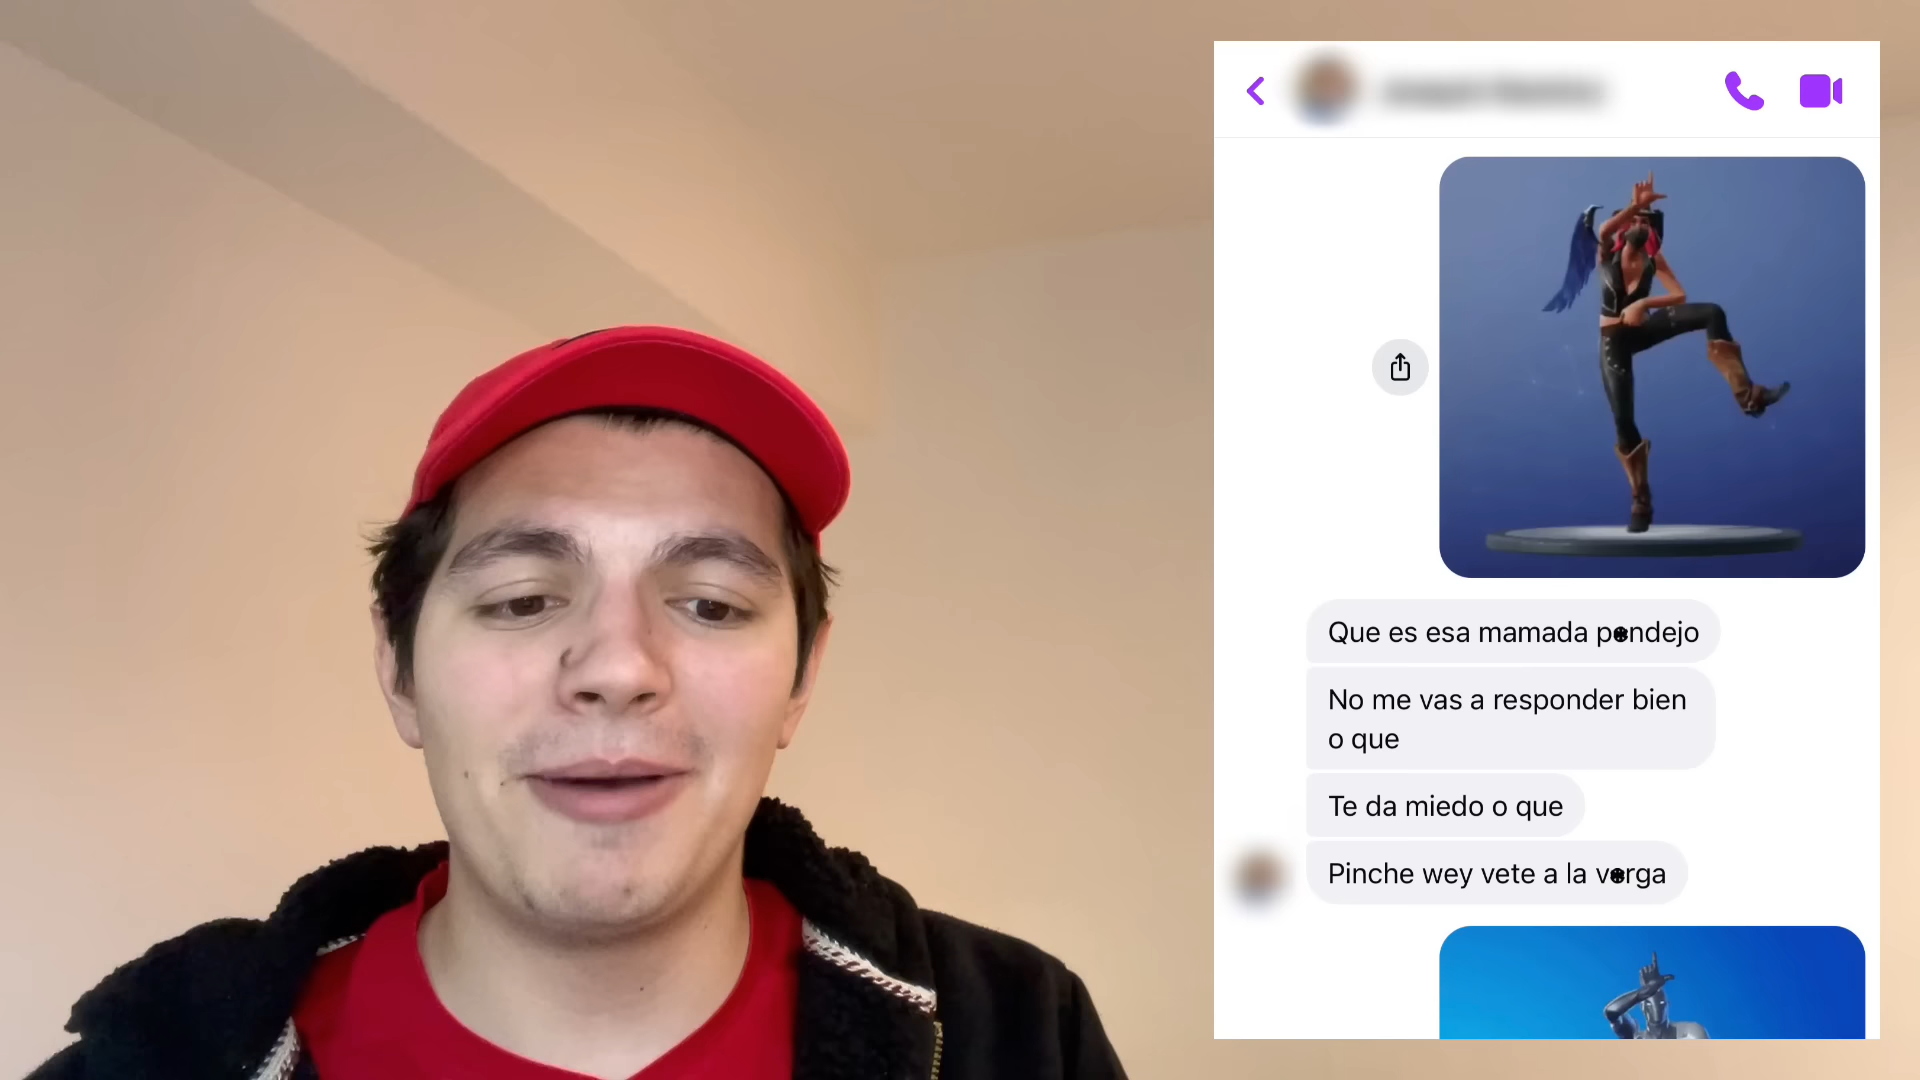 Que es esa mamada p*ndejo
No me vas a responder bien
o que
Te da miedo o que
Pinche wey vete a la v*rga